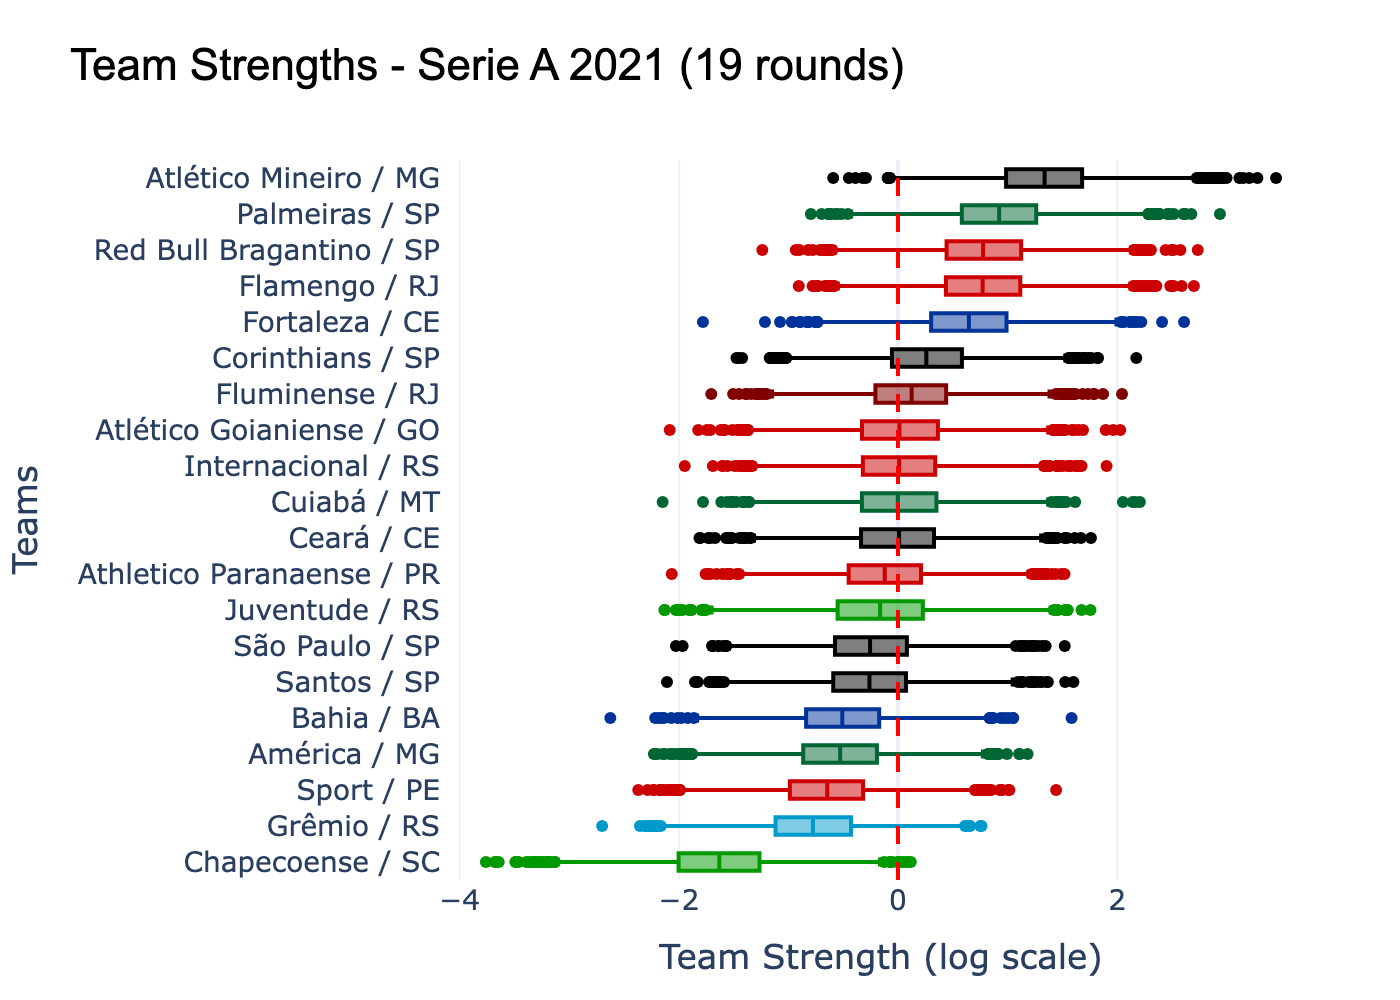 Team Strengths - Serie A 2021 (19 rounds)
Atlético Mineiro / MG
Palmeiras / SP
Red Bull Bragantino / SP
Flamengo / RJ
Fortaleza / CE
Corinthians / SP
Fluminense / RJ
Atlético Goianiense / GO
Internacional / RS
Cuiabá / MT
Ceará / CE
Athletico Paranaense / PR
Juventude / RS
São Paulo / SP
Santos / SP
Bahia / BA
América / MG
Sport / PE
Grêmio / RS
Chapecoense / SC
Teams
−4 −2 0 2
Team Strength (log scale)